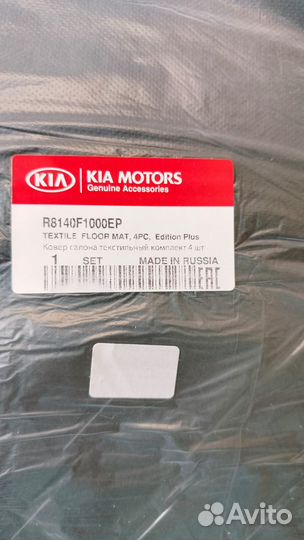 KIA
KIA MOTORS
Genuine Accessories
R8140F1000EP
TEXTILE FLOOR MAT, 4PC, Edition Plus
Ковер салона текстильный комплект 4 шт
1 SET MADE IN RUSSIA
EAC
Avito